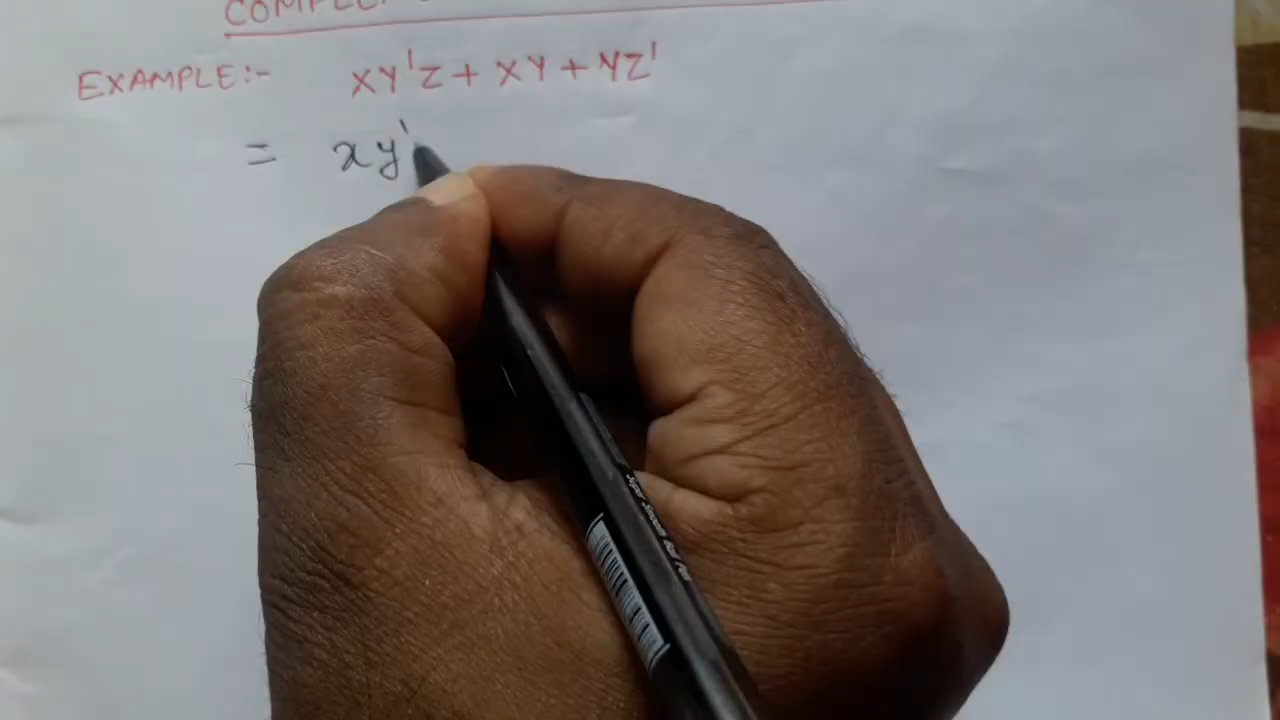 EXAMPLE:- XY'Z + XY + YZ'
= xy'